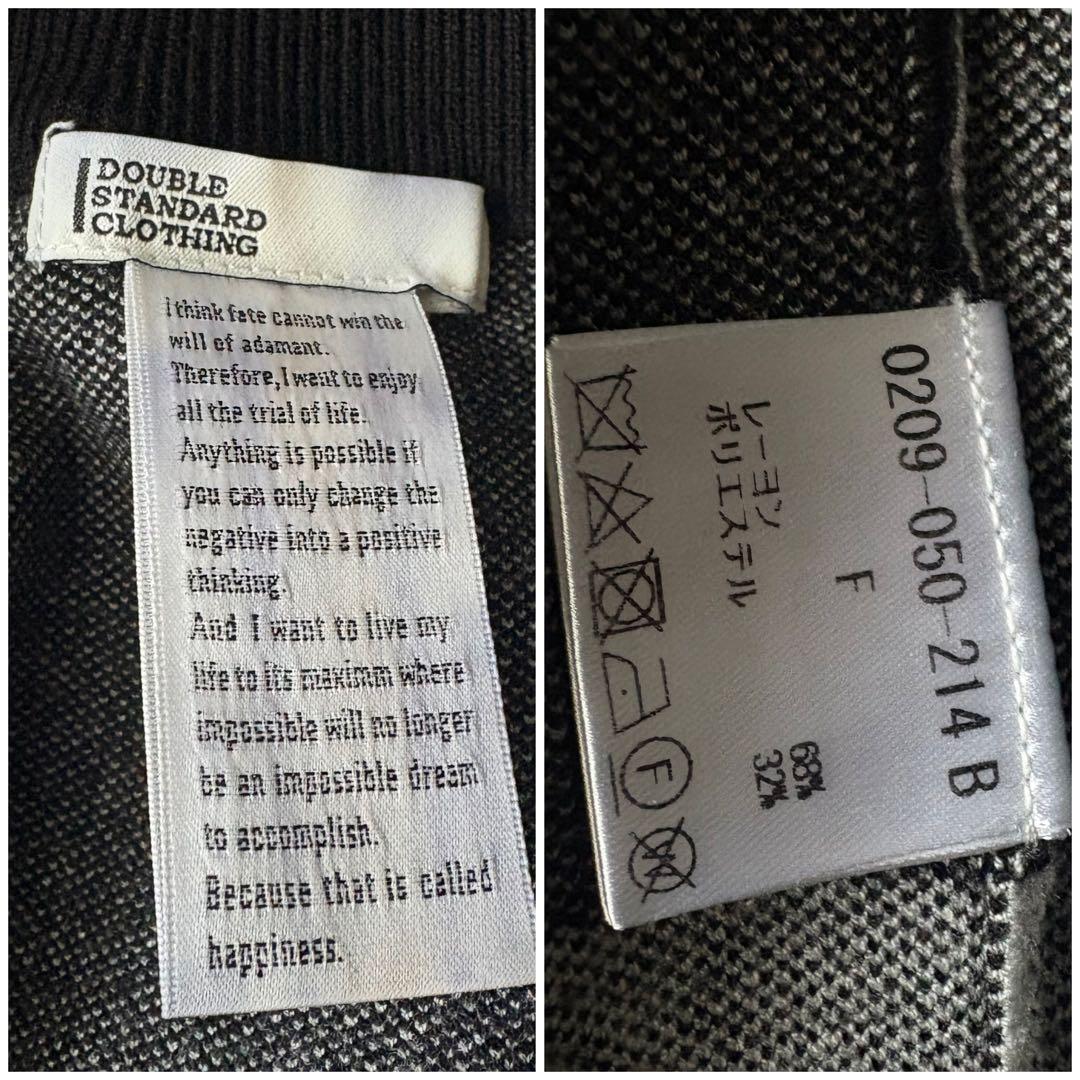 DOUBLE
STANDARD
CLOTHING
I think fate cannot win the
will of adamant.
Therefore, I want to enjoy
all the trial of life.
Anything is possible if
you can only change the
negative into a positive
thinking.
And I want to live my
life to its maximm where
impossible will no longer
be an impossible dream
to accomplish.
Because that is called
happiness.
0209-050-214 B
F
レーヨン 68%
ポリエステル 32%
F
W